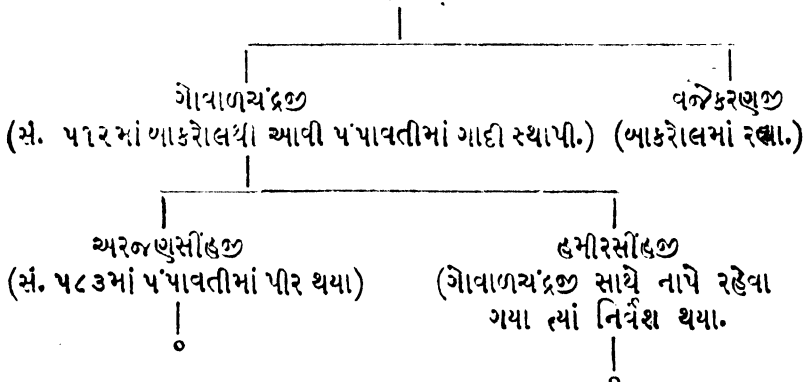 ગોવાળચંદ્રજી વજેકરણજી
(સં. ૫૧૨માં બાકરોલથી આવી પંપાવતીમાં ગાદી સ્થાપી.) (બાકરોલમાં રહ્યા.)
અરજણસીંહજી હમીરસીંહજી
(સં. ૫૮૩માં પંપાવતીમાં પીર થયા) (ગોવાળચંદ્રજી સાથે નાપે રહેવા
ગયા ત્યાં નિર્વંશ થયા.